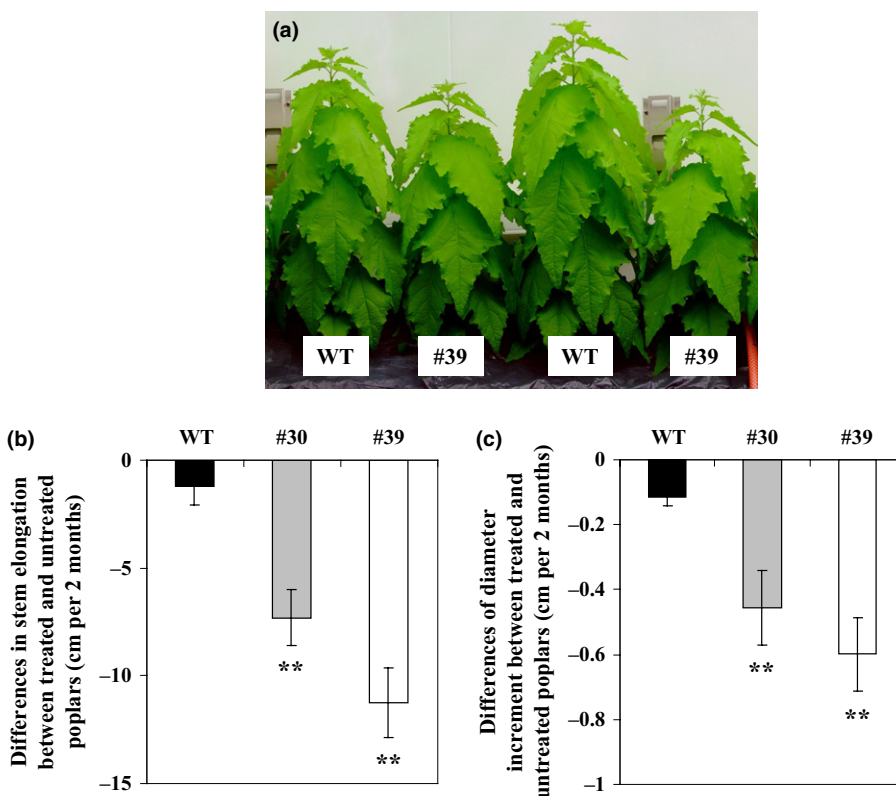 (a)
WT #39 WT #39
(b)
WT #30 #39
Differences in stem elongation
between treated and untreated
poplars (cm per 2 months)
0
–5
–10
–15
**
**
(c)
WT #30 #39
Differences of diameter
increment between treated and
untreated poplars (cm per 2 months)
0
–0.2
–0.4
–0.6
–0.8
–1
**
**